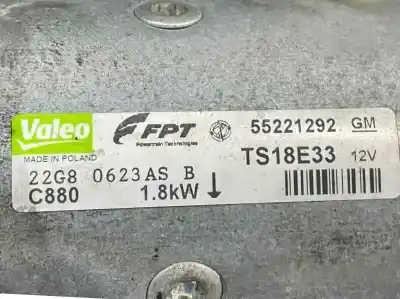 Valeo FPT 55221292 GM
Powertrain Technologies
MADE IN POLAND TS18E33 12V
22G8 0623AS B
C880 1.8kW